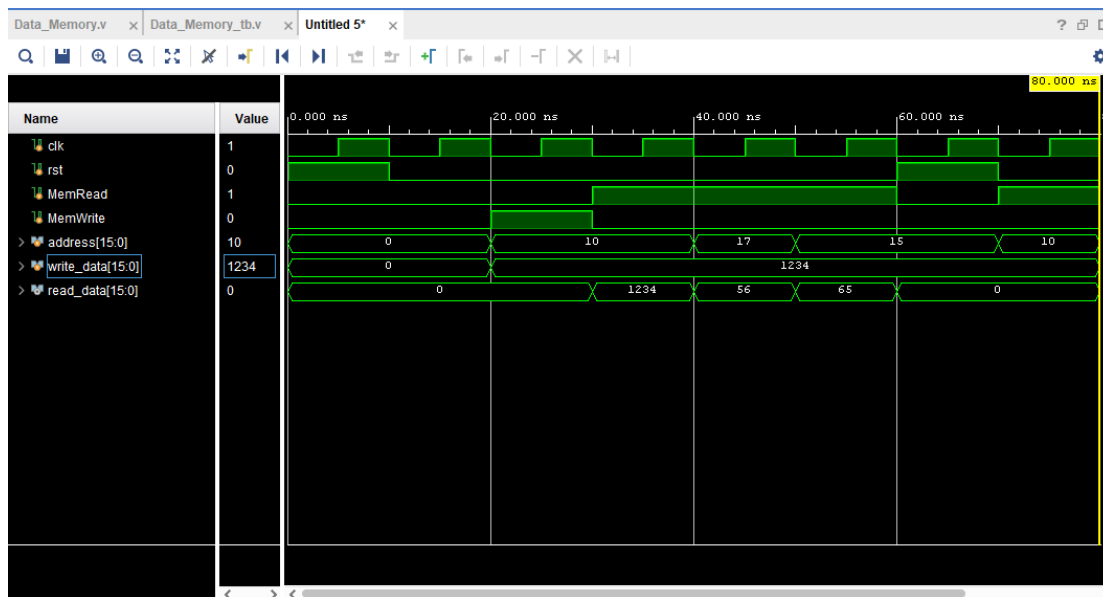 Data_Memory.v × Data_Memory_tb.v × Untitled 5* × ?
80.000 ns
Name Value 0.000 ns 20.000 ns 40.000 ns 60.000 ns
clk 1
rst 0
MemRead 1
MemWrite 0
address[15:0] 10 0 10 17 15 10
write_data[15:0] 1234 0 1234
read_data[15:0] 0 0 1234 56 65 0